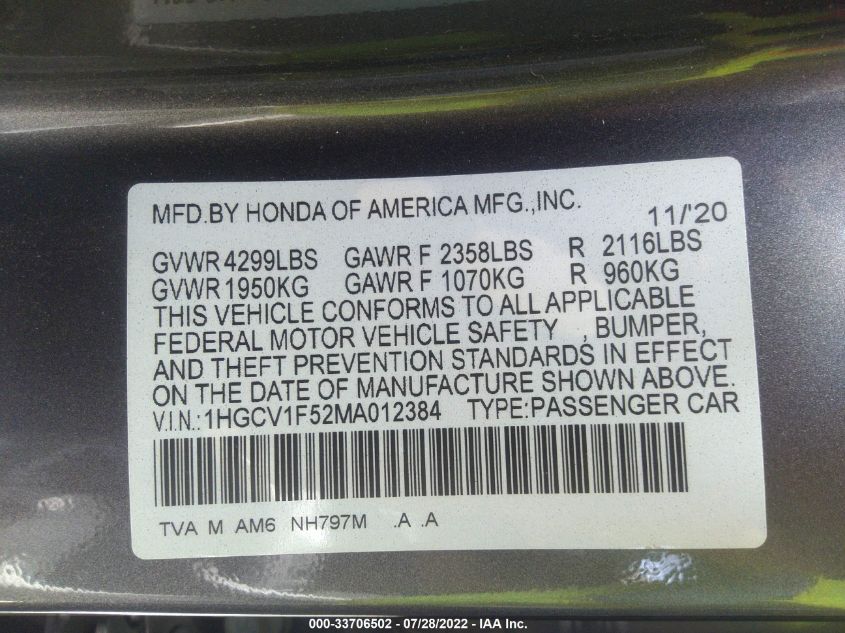 MFD.BY HONDA OF AMERICA MFG.,INC. 11/'20
GVWR 4299LBS GAWR F 2358LBS R 2116LBS
GVWR 1950KG GAWR F 1070KG R 960KG
THIS VEHICLE CONFORMS TO ALL APPLICABLE
FEDERAL MOTOR VEHICLE SAFETY , BUMPER,
AND THEFT PREVENTION STANDARDS IN EFFECT
ON THE DATE OF MANUFACTURE SHOWN ABOVE.
V.I.N.:1HGCV1F52MA012384 TYPE:PASSENGER CAR
TVA M AM6 NH797M .A .A
000-33706502 / 07/28/2022 - IAA Inc.